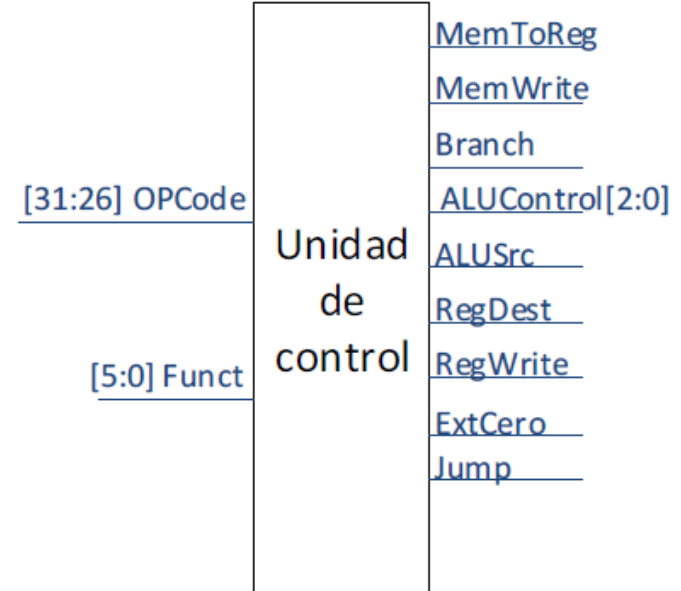 MemToReg
MemWrite
Branch
[31:26] OPCode
ALUControl[2:0]
Unidad
de
control
ALUSrc
RegDest
[5:0] Funct
RegWrite
ExtCero
Jump